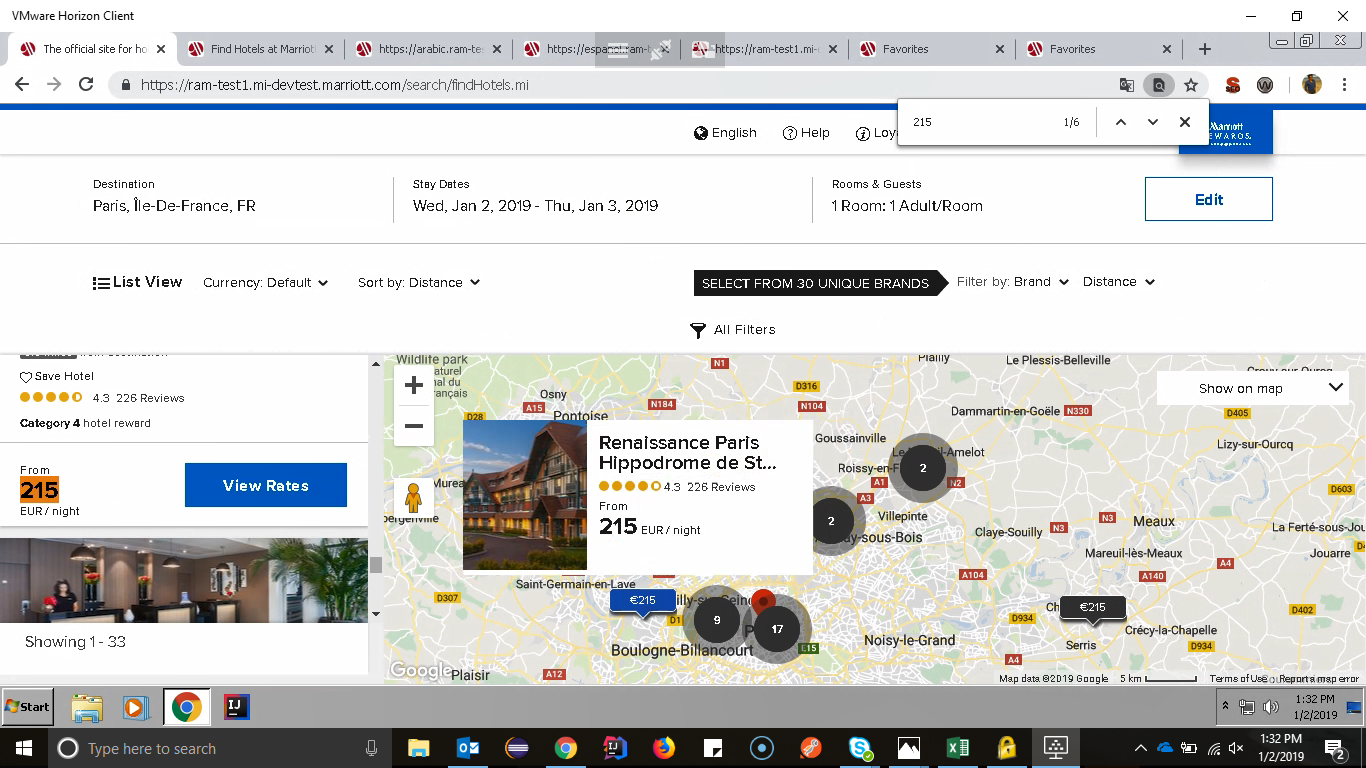 VMware Horizon Client
The official site for ho
Find Hotels at Marriott
https://arabic.ram-te
https://espanol.ram-t
https://ram-test1.mi-
Favorites
Favorites
https://ram-test1.mi-devtest.marriott.com/search/findHotels.mi
215 1/6
English Help Loy
Marriott
REWARDS.
Destination
Paris, Île-De-France, FR
Stay Dates
Wed, Jan 2, 2019 - Thu, Jan 3, 2019
Rooms & Guests
1 Room: 1 Adult/Room
Edit
List View Currency: Default Sort by: Distance
SELECT FROM 30 UNIQUE BRANDS Filter by: Brand Distance
All Filters
from destination
Save Hotel
4.3 226 Reviews
Category 4 hotel reward
From
215
EUR / night
View Rates
Showing 1 - 33
Wildlife park
Osny
Pontoise
D28
A15
N184
N1
D316
N104
Plailly
Le Plessis-Belleville
Dammartin-en-Goële
N330
Show on map
D405
Lizy-sur-Ourcq
Goussainville
2
N2
A1
A3
2
Villepinte
Claye-Souilly
N3
N3
Meaux
D603
La Ferté-sous-Jou
Mareuil-lès-Meaux
Jouarre
A104
A140
A4
Renaissance Paris
Hippodrome de St...
4.3 226 Reviews
From
215 EUR / night
Saint-Germain-en-Laye
D307
€215
D1
9
17
Boulogne-Billancourt
E15
Noisy-le-Grand
€215
D934
Serris
Crécy-la-Chapelle
D402
D934
A4
Google
Plaisir
A12
Map data ©2019 Google 5 km Terms of Use Report a map error
Start
1:32 PM
1/2/2019
Type here to search
1:32 PM
1/2/2019
2